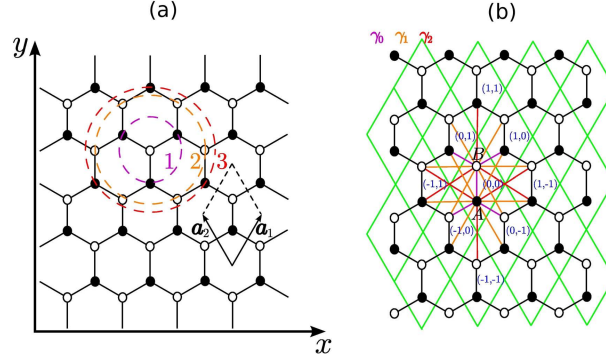 (a)
y
1 2 3
a₂ a₁
x
(b)
γ₀ γ₁ γ₂
(1,1)
(0,1) (1,0)
B
(-1,1) (0,0) (1,-1)
A
(-1,0) (0,-1)
(-1,-1)